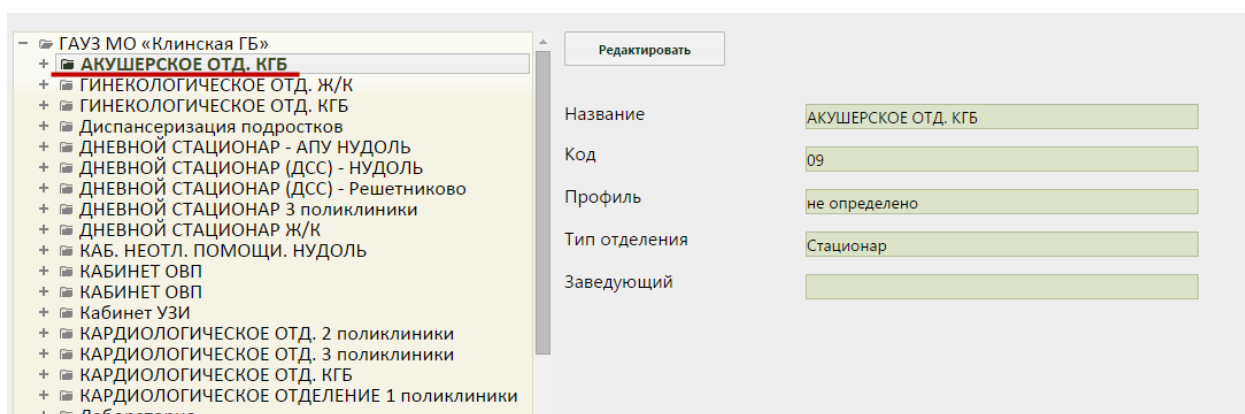 ГАУЗ МО «Клинская ГБ»
АКУШЕРСКОЕ ОТД. КГБ
ГИНЕКОЛОГИЧЕСКОЕ ОТД. Ж/К
ГИНЕКОЛОГИЧЕСКОЕ ОТД. КГБ
Диспансеризация подростков
ДНЕВНОЙ СТАЦИОНАР - АПУ НУДОЛЬ
ДНЕВНОЙ СТАЦИОНАР (ДСС) - НУДОЛЬ
ДНЕВНОЙ СТАЦИОНАР (ДСС) - Решетниково
ДНЕВНОЙ СТАЦИОНАР 3 поликлиники
ДНЕВНОЙ СТАЦИОНАР Ж/К
КАБ. НЕОТЛ. ПОМОЩИ. НУДОЛЬ
КАБИНЕТ ОВП
КАБИНЕТ ОВП
Кабинет УЗИ
КАРДИОЛОГИЧЕСКОЕ ОТД. 2 поликлиники
КАРДИОЛОГИЧЕСКОЕ ОТД. 3 поликлиники
КАРДИОЛОГИЧЕСКОЕ ОТД. КГБ
КАРДИОЛОГИЧЕСКОЕ ОТДЕЛЕНИЕ 1 поликлиники
Редактировать
Название АКУШЕРСКОЕ ОТД. КГБ
Код 09
Профиль не определено
Тип отделения Стационар
Заведующий